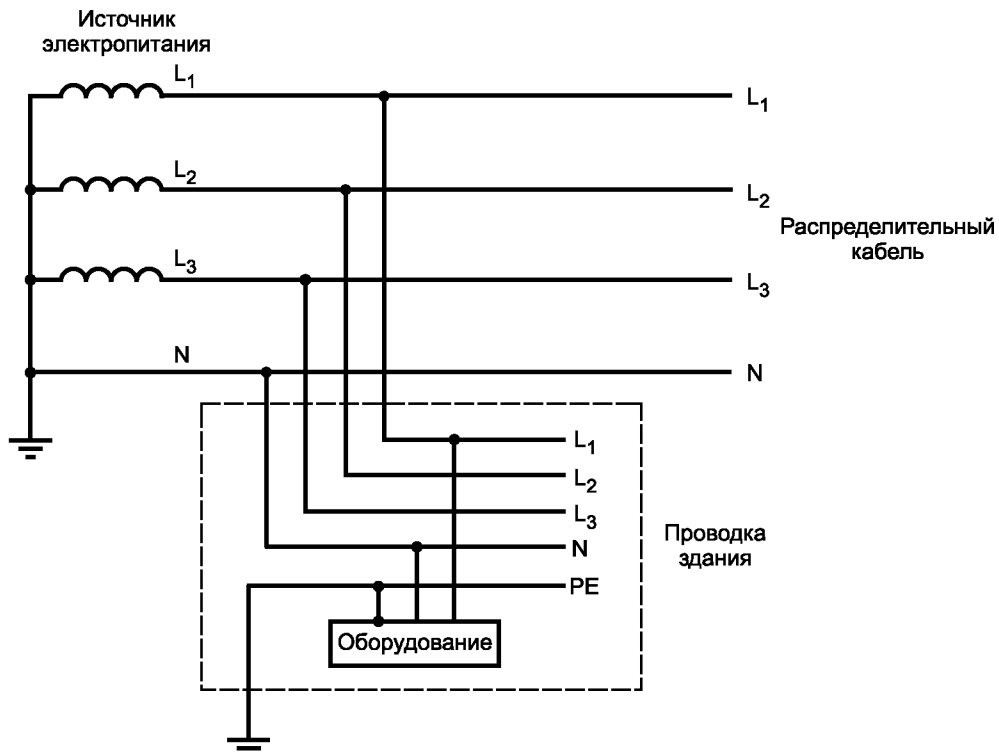 Источник
электропитания
L₁
L₁
L₂
L₂
Распределительный
кабель
L₃
L₃
N
N
L₁
L₂
L₃
Проводка
здания
N
PE
Оборудование